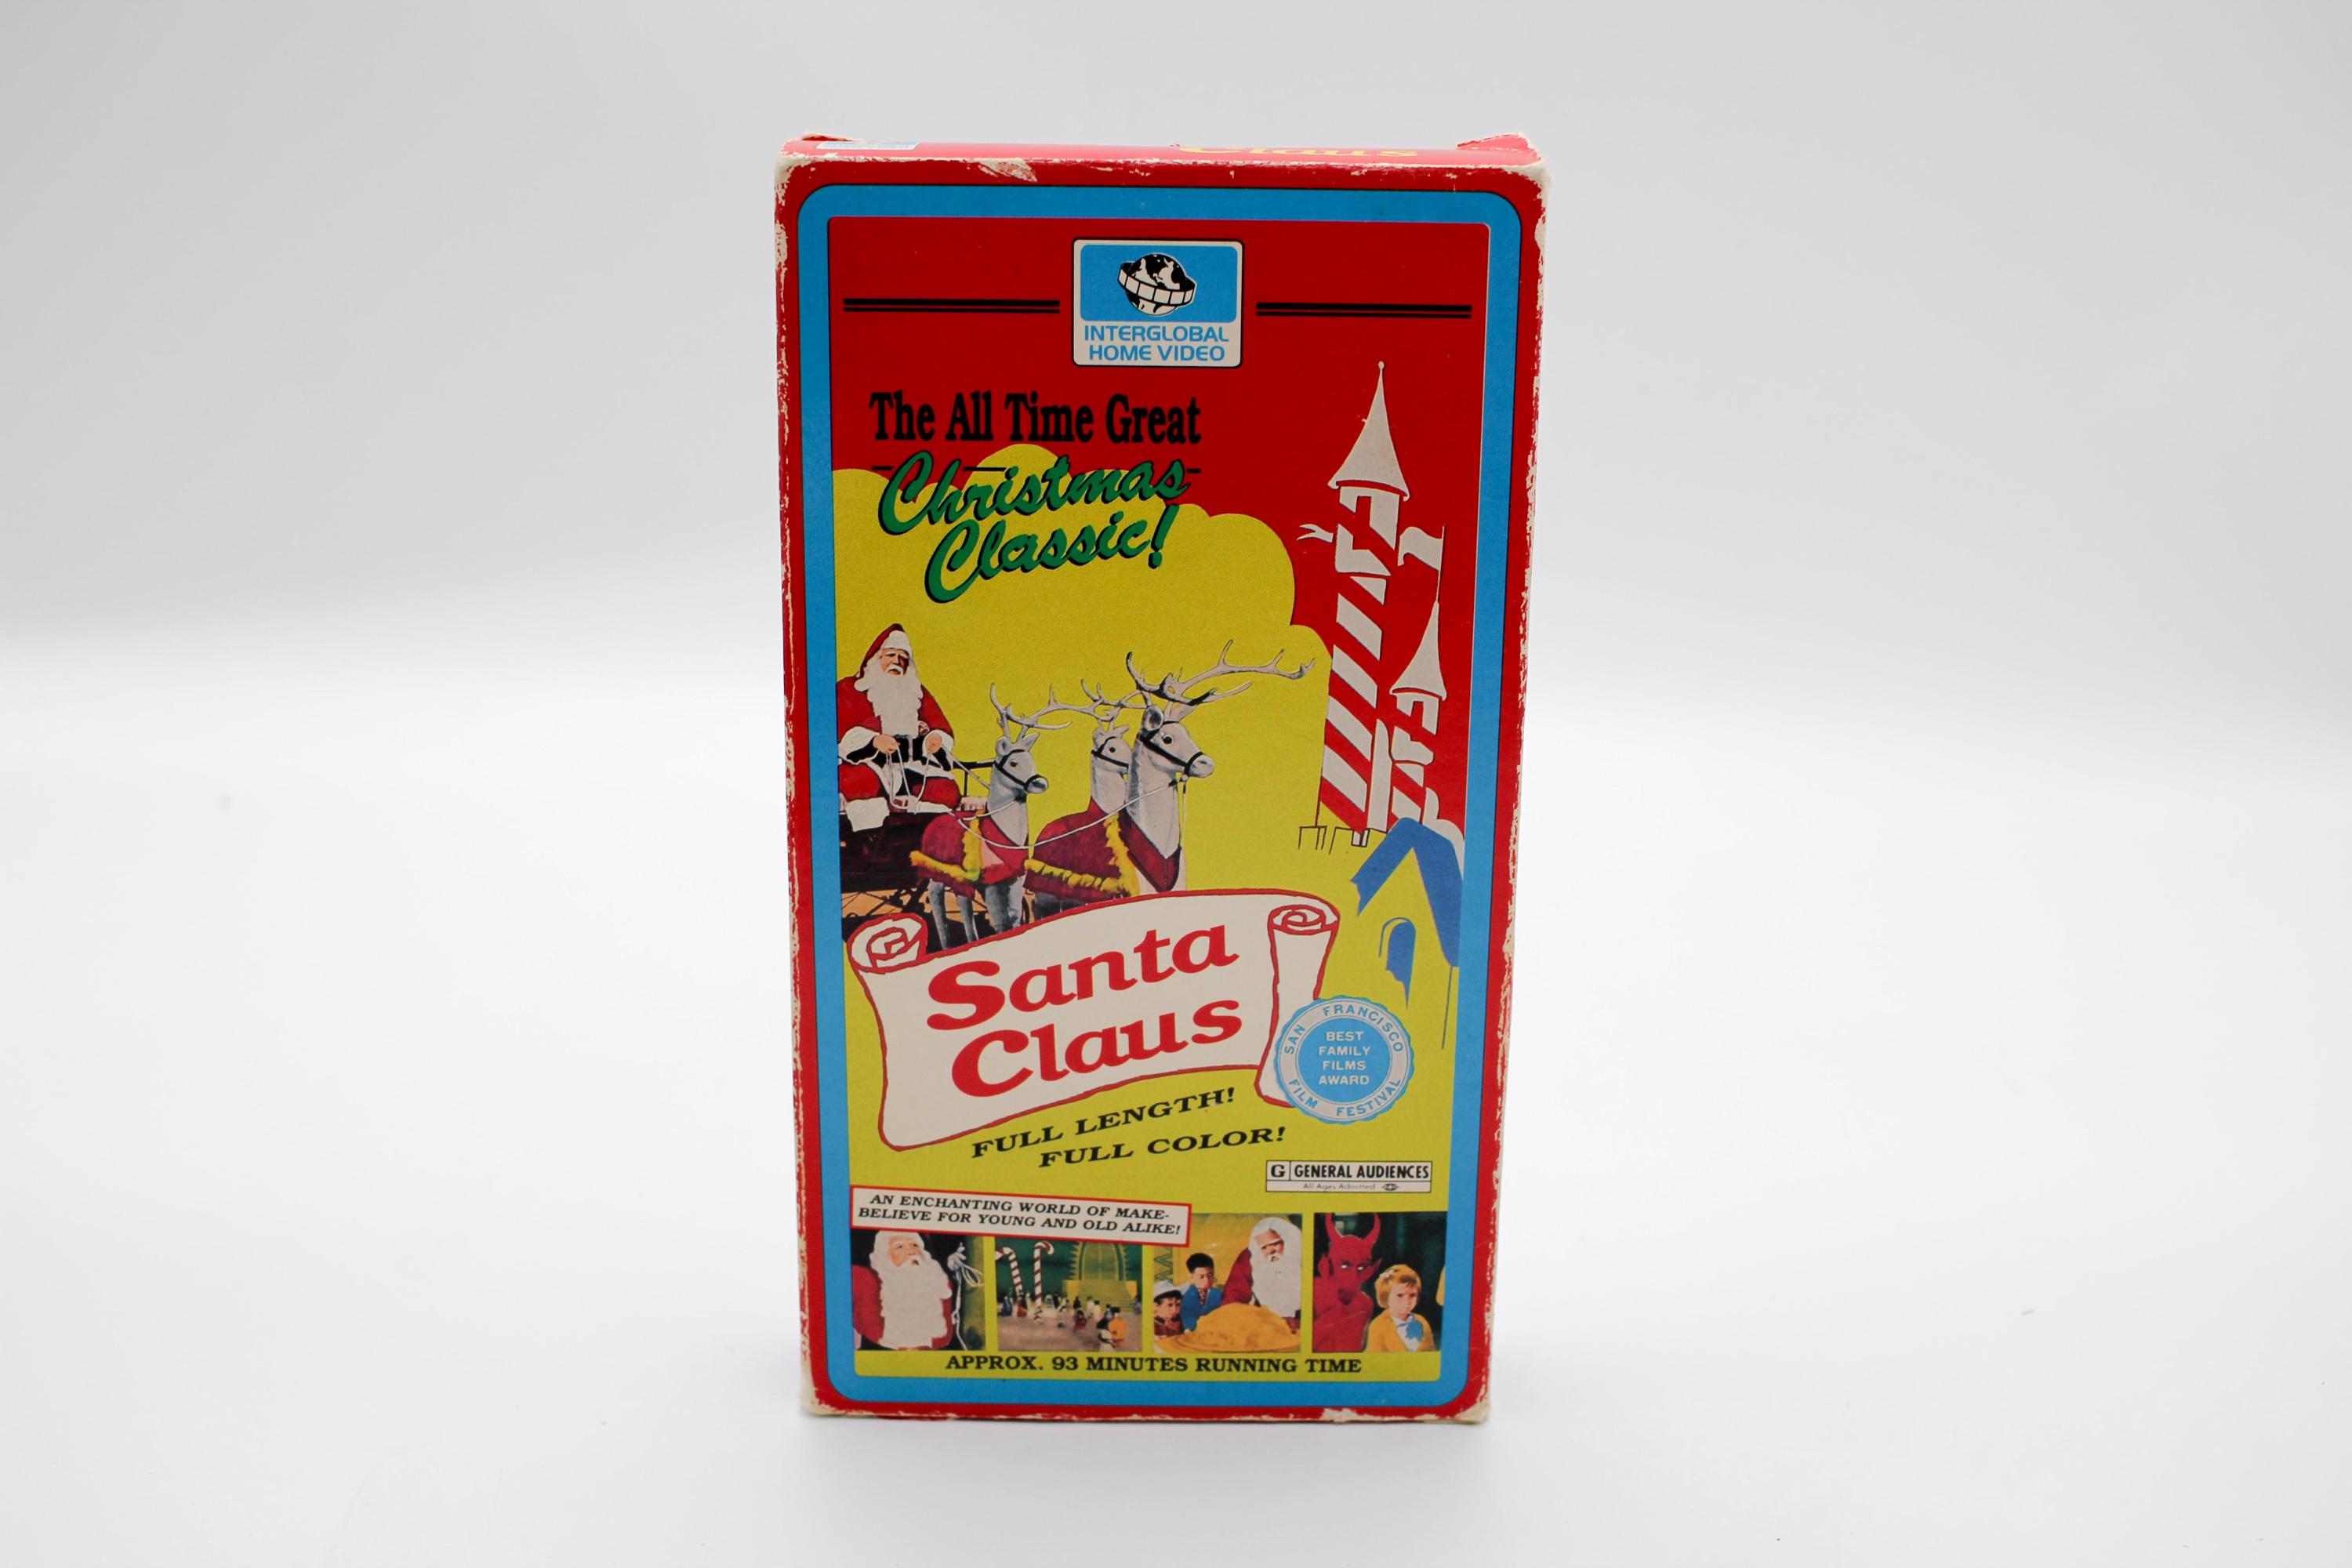 Claus
INTERGLOBAL
HOME VIDEO
The All Time Great
Christmas
Classic!
Santa
Claus
SAN FRANCISCO
FILM FESTIVAL
BEST
FAMILY
FILMS
AWARD
FULL LENGTH!
FULL COLOR!
G GENERAL AUDIENCES
All Ages Admitted
AN ENCHANTING WORLD OF MAKE-
BELIEVE FOR YOUNG AND OLD ALIKE!
APPROX. 93 MINUTES RUNNING TIME